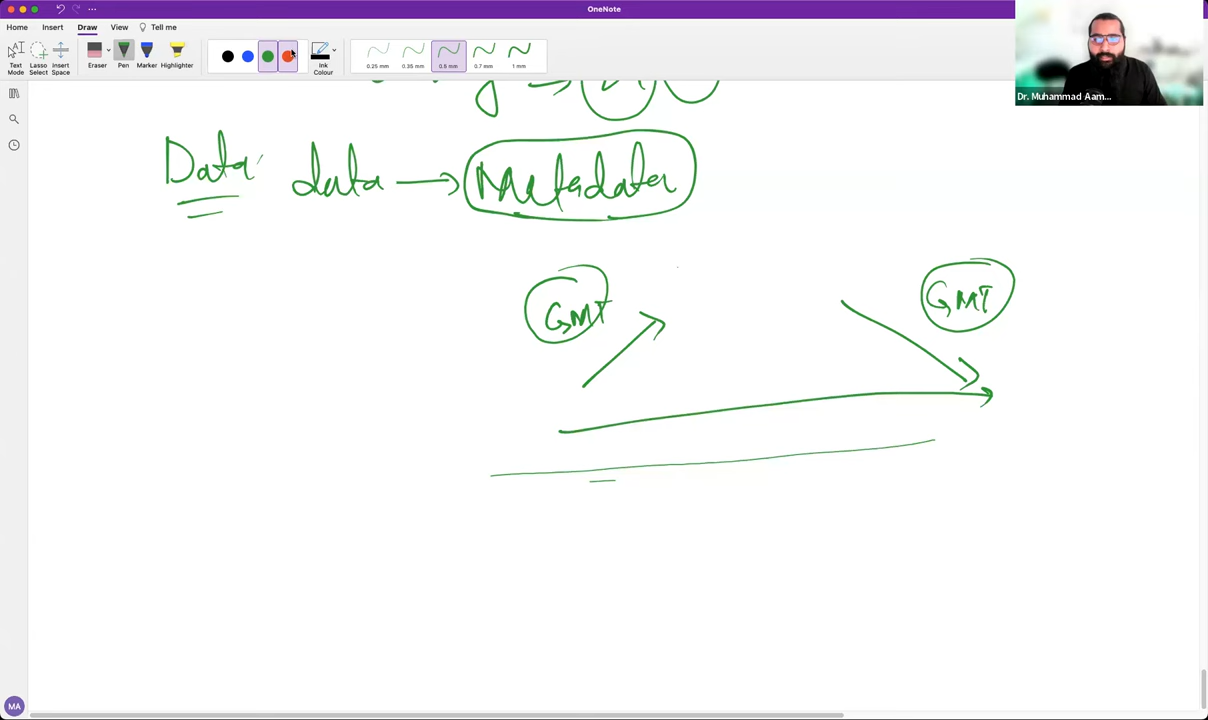 OneNote
Home Insert Draw View Tell me
Text Mode
Lasso Select
Insert Space
Eraser
Pen
Marker
Highlighter
Ink Colour
0.25 mm 0.35 mm 0.5 mm 0.7 mm 1 mm
Dr. Muhammad Aam...
Data: data → Metadata
GMT GMT
MA